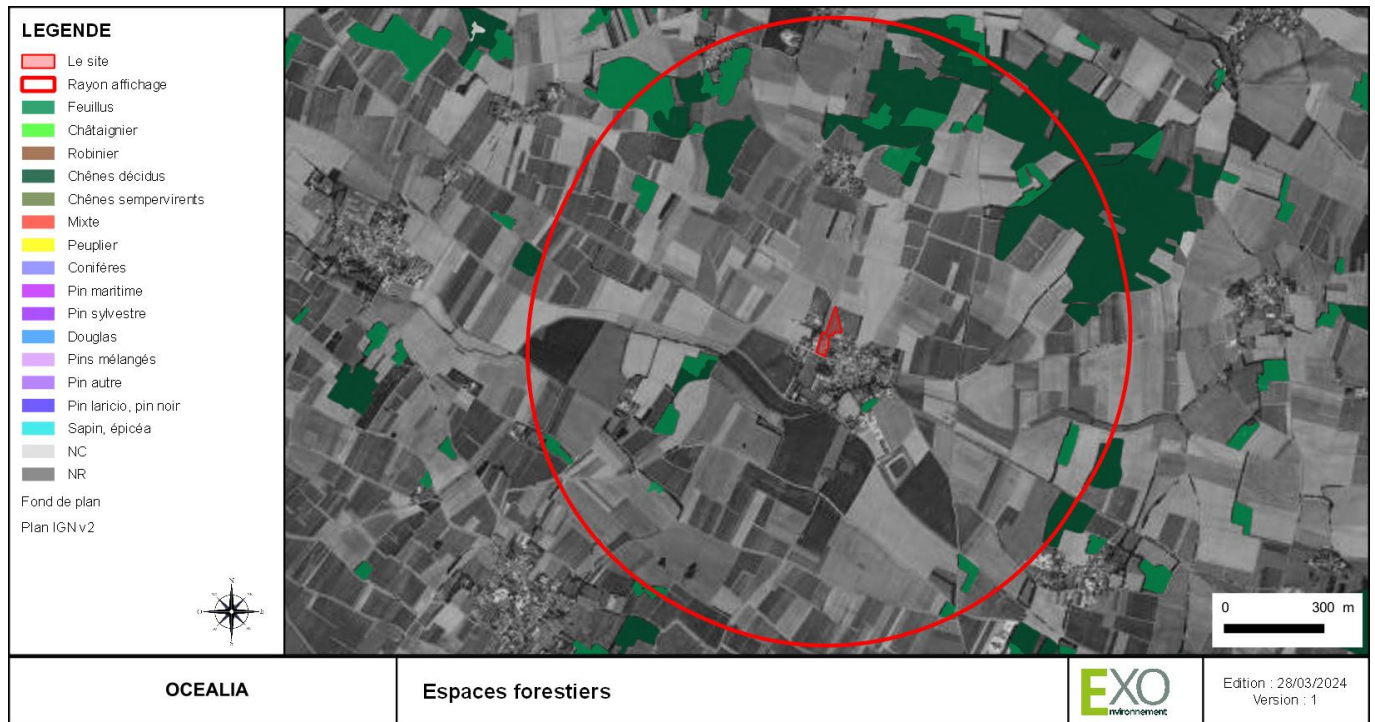 LEGENDE
Le site
Rayon affichage
Feuillus
Châtaignier
Robinier
Chênes décidus
Chênes sempervirents
Mixte
Peuplier
Conifères
Pin maritime
Pin sylvestre
Douglas
Pins mélangés
Pin autre
Pin laricio, pin noir
Sapin, épicéa
NC
NR
Fond de plan
Plan IGN v2
N
O
E
S
0 300 m
OCEALIA
Espaces forestiers
EXO
nvironnement
Edition : 28/03/2024
Version : 1